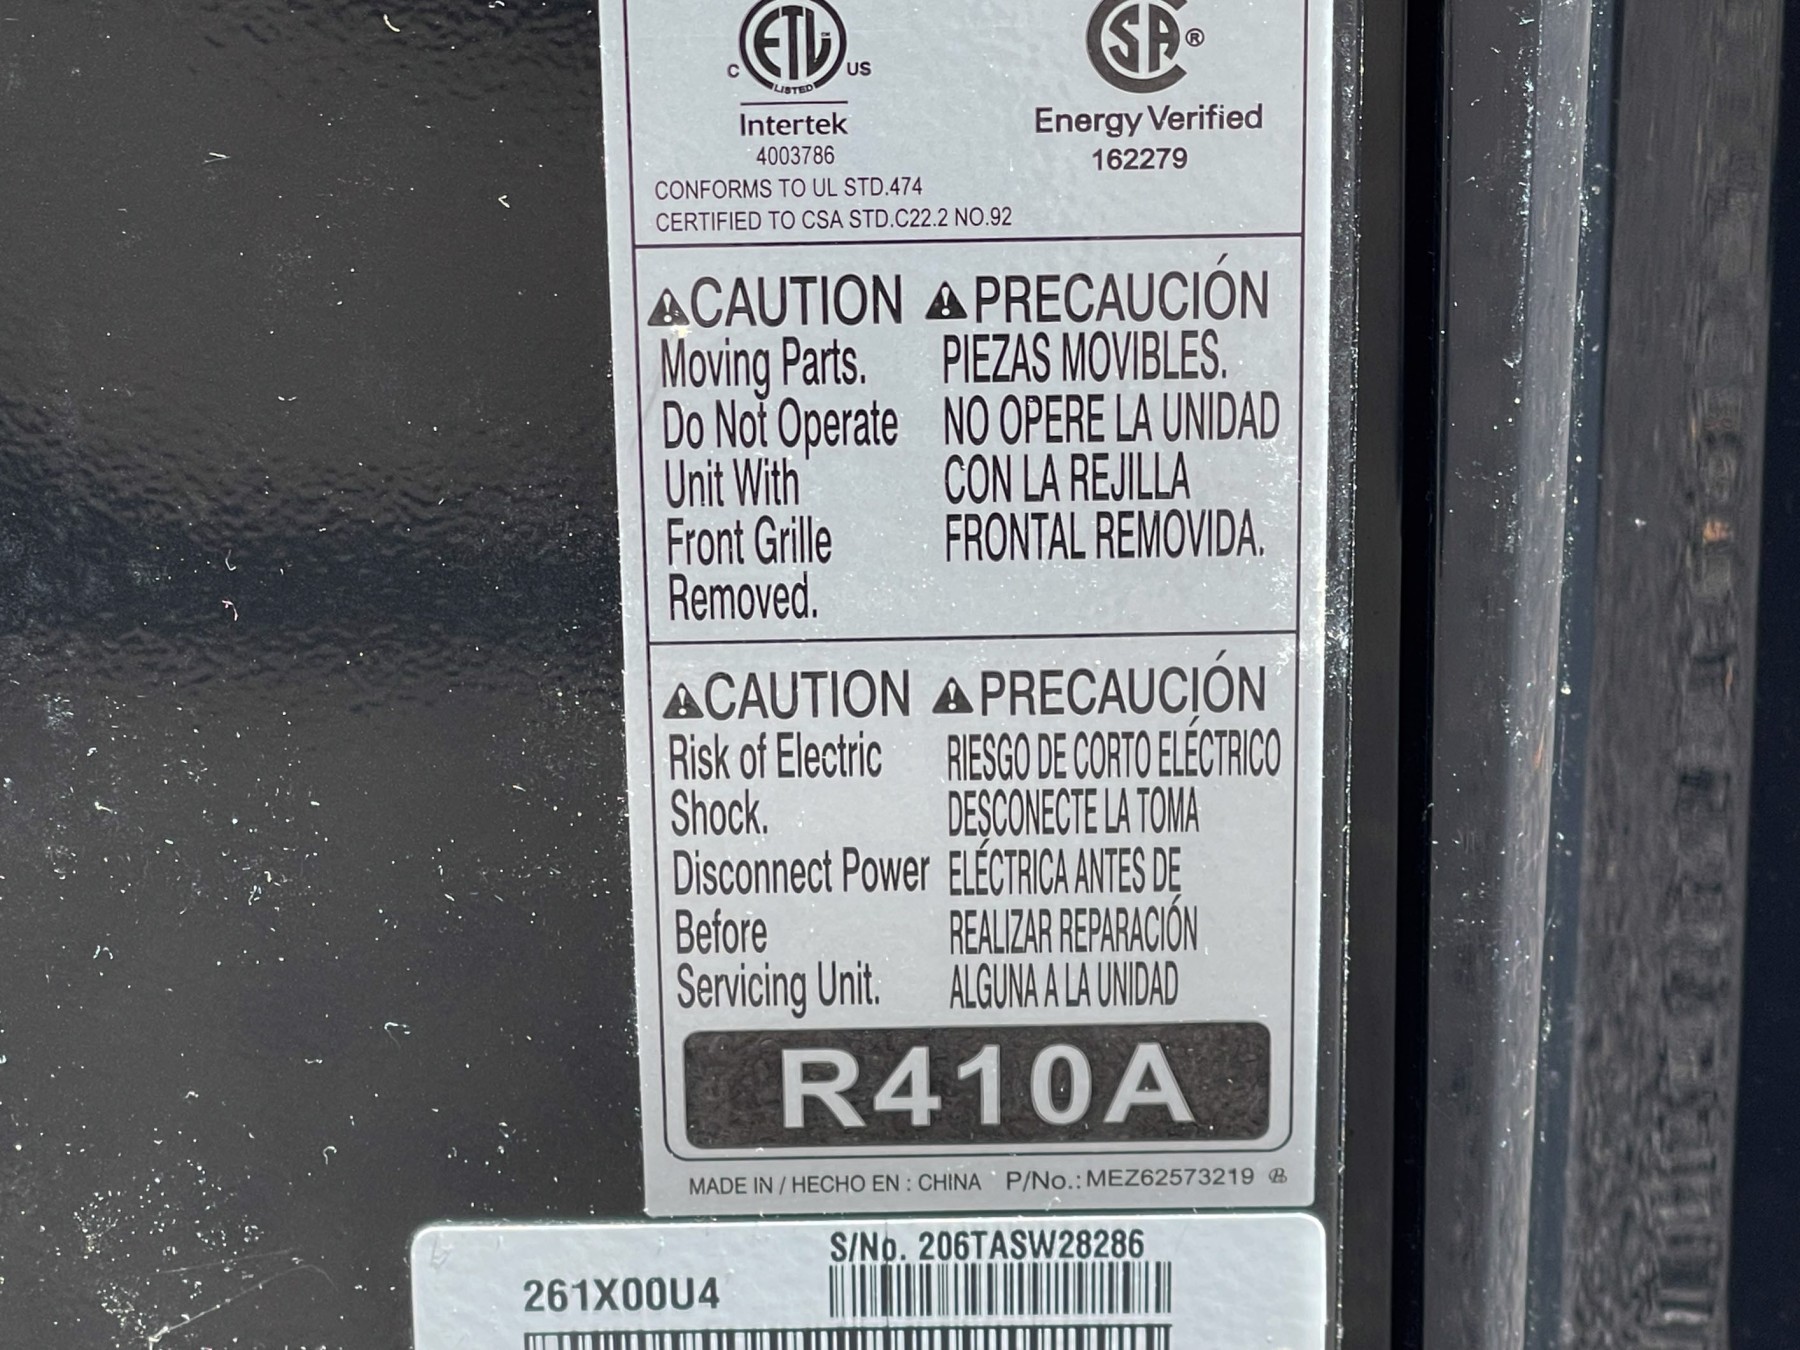 ETL
LISTED
C US
Intertek
4003786
SA®
Energy Verified
162279
CONFORMS TO UL STD.474
CERTIFIED TO CSA STD.C22.2 NO.92
CAUTION
Moving Parts.
Do Not Operate
Unit With
Front Grille
Removed.
PRECAUCIÓN
PIEZAS MOVIBLES.
NO OPERE LA UNIDAD
CON LA REJILLA
FRONTAL REMOVIDA.
CAUTION
Risk of Electric
Shock.
Disconnect Power
Before
Servicing Unit.
PRECAUCIÓN
RIESGO DE CORTO ELÉCTRICO
DESCONECTE LA TOMA
ELÉCTRICA ANTES DE
REALIZAR REPARACIÓN
ALGUNA A LA UNIDAD
R410A
MADE IN / HECHO EN : CHINA P/No.: MEZ62573219
S/No. 206TASW28286
261X00U4